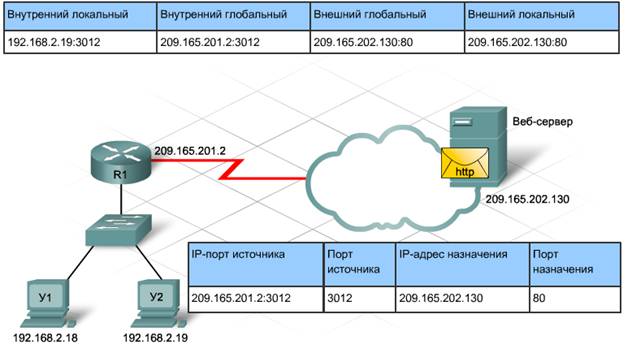 Внутренний локальный Внутренний глобальный Внешний глобальный Внешний локальный
192.168.2.19:3012 209.165.201.2:3012 209.165.202.130:80 209.165.202.130:80
Веб-сервер
209.165.201.2
R1
http
209.165.202.130
IP-порт источника Порт источника IP-адрес назначения Порт назначения
209.165.201.2:3012 3012 209.165.202.130 80
У1 У2
192.168.2.18 192.168.2.19